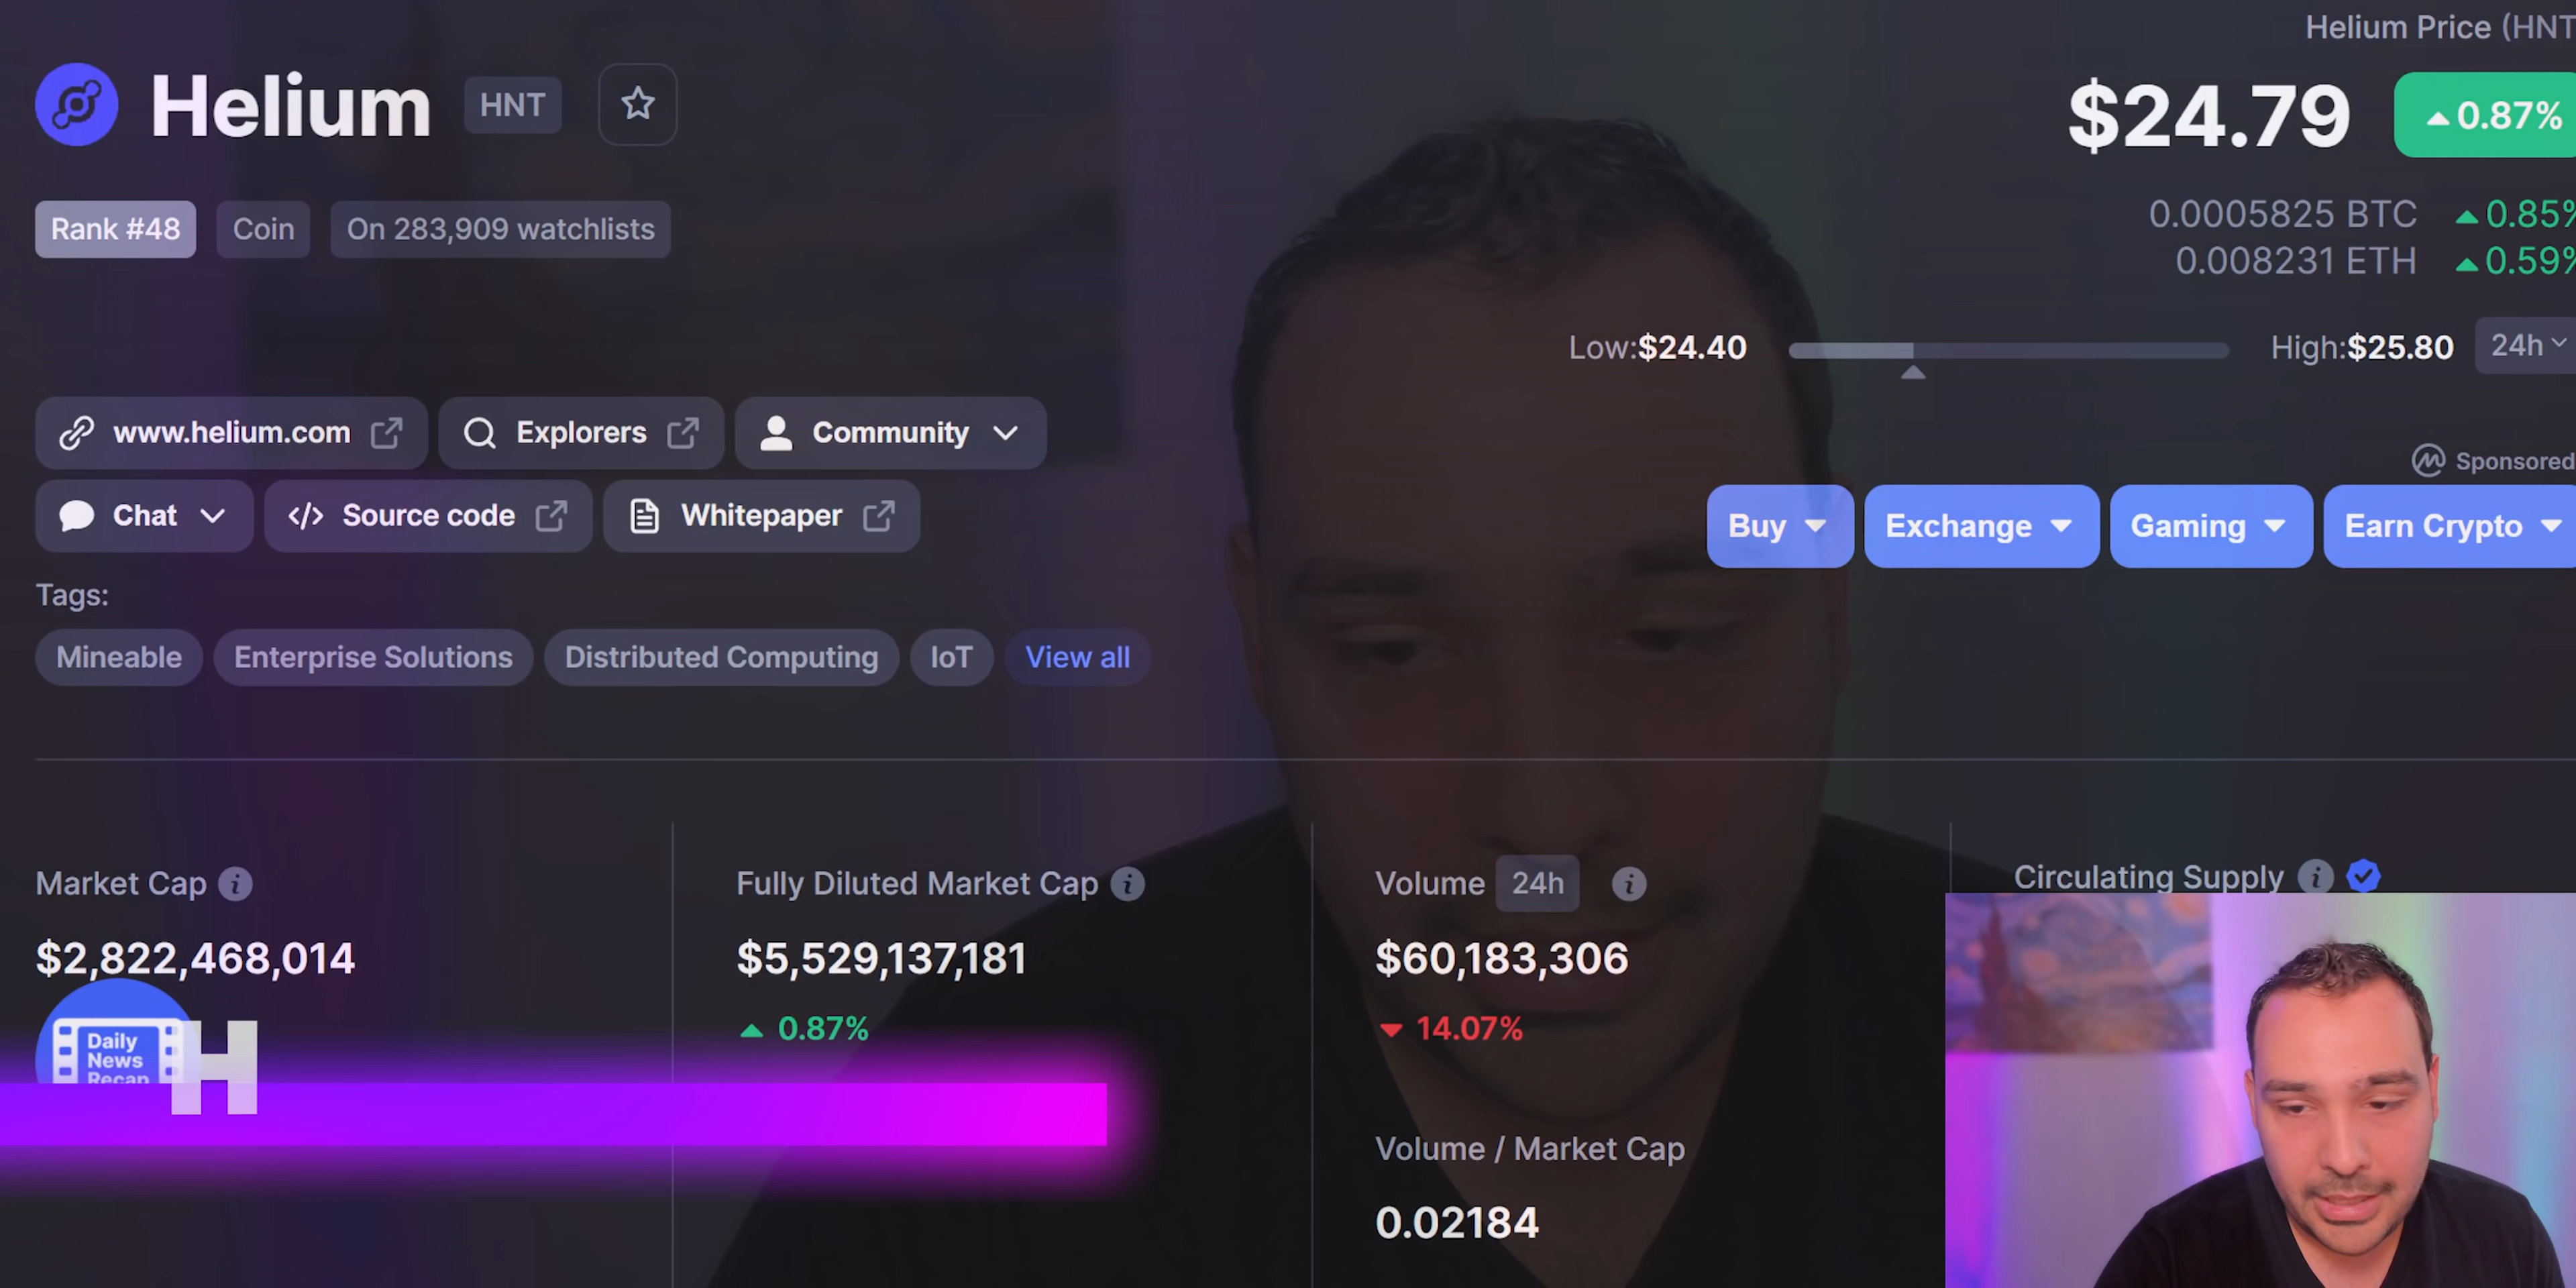 Helium Price (HNT
Helium HNT
$24.79 0.87%
Rank #48 Coin On 283,909 watchlists
0.0005825 BTC 0.85%
0.008231 ETH 0.59%
Low:$24.40 High:$25.80 24h
www.helium.com Explorers Community
Sponsored
Chat Source code Whitepaper
Buy Exchange Gaming Earn Crypto
Tags:
Mineable Enterprise Solutions Distributed Computing IoT View all
Market Cap
$2,822,468,014
Fully Diluted Market Cap
$5,529,137,181
0.87%
Volume 24h
$60,183,306
14.07%
Volume / Market Cap
0.02184
Circulating Supply
Daily
News
Recap
H